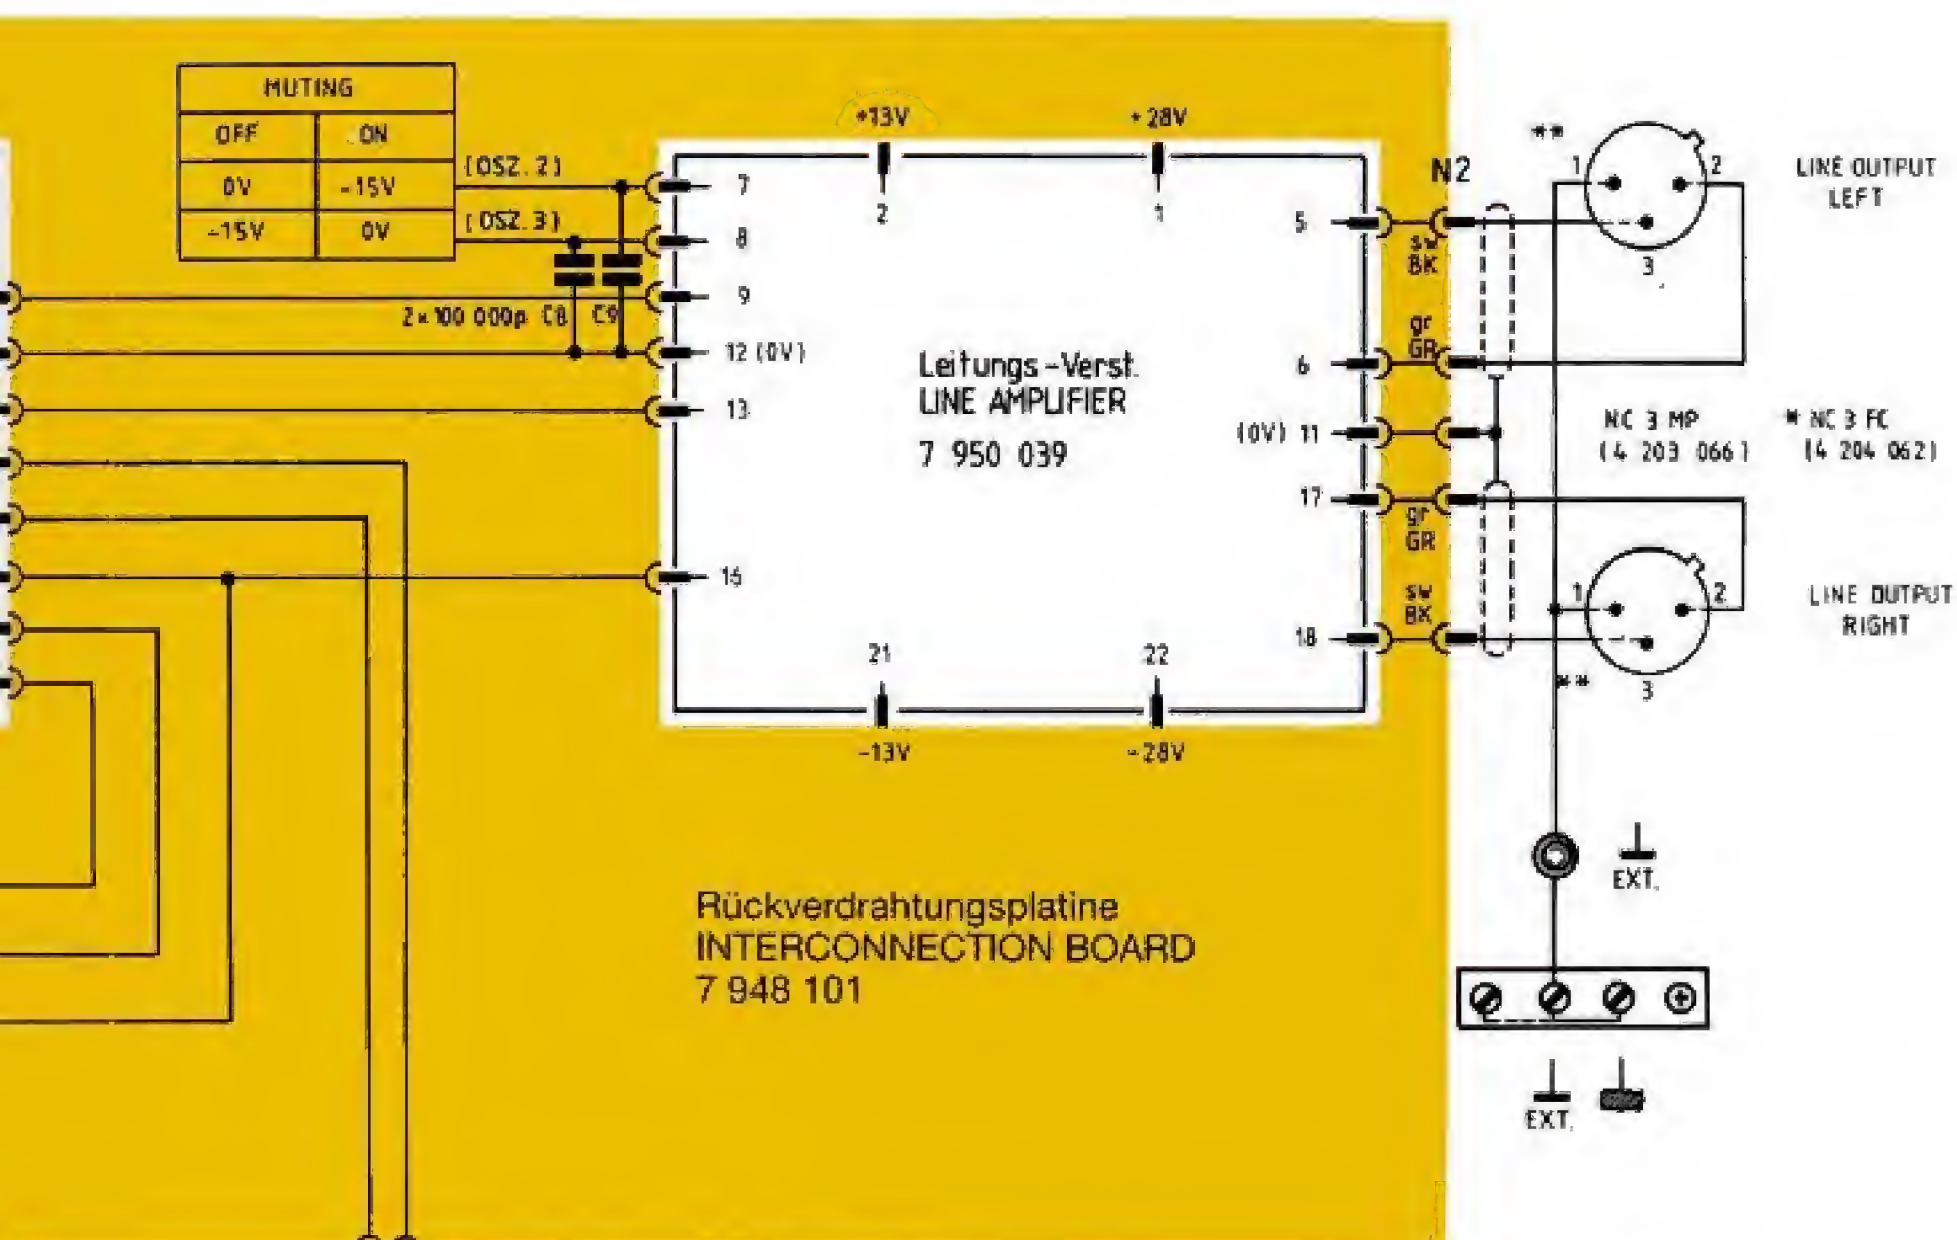 MUTING
OFF ON
0V -15V
-15V 0V
(OSZ. 2)
(OSZ. 3)
2×100 000p C8 C9
+13V
+28V
7
8
9
12 (0V)
13
16
2
1
Leitungs-Verst.
LINE AMPLIFIER
7 950 039
5
6
(0V) 11
17
18
21
22
-13V
-28V
N2
sw
BK
gr
GR
gr
GR
sw
BK
**
1
2
3
LINE OUTPUT
LEFT
NC 3 MP
(4 203 066)
* NC 3 FC
(4 204 062)
1
2
3
**
LINE OUTPUT
RIGHT
EXT.
EXT.
Rückverdrahtungsplatine
INTERCONNECTION BOARD
7 948 101